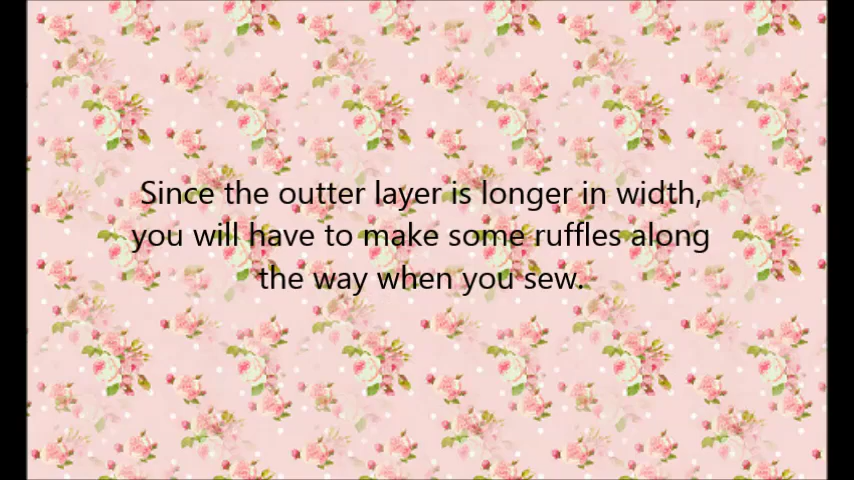 Since the outter layer is longer in width,
you will have to make some ruffles along
the way when you sew.